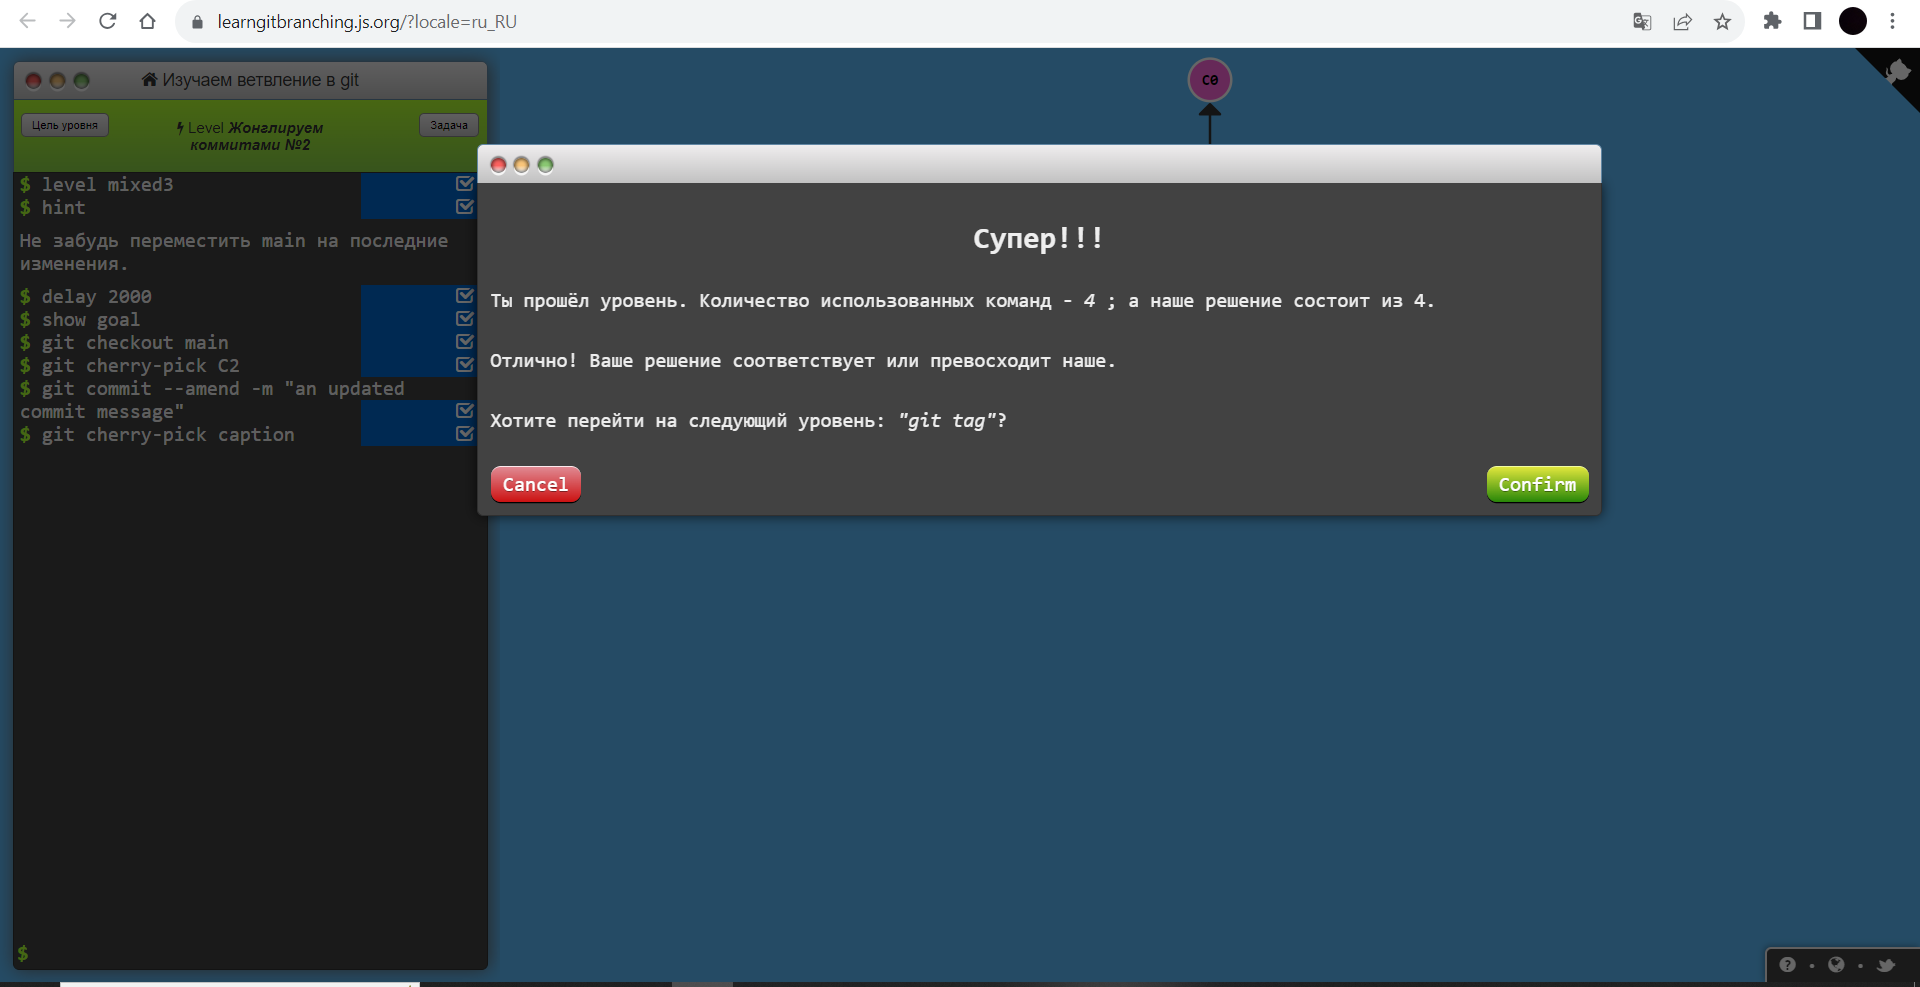 learngitbranching.js.org/?locale=ru_RU
Изучаем ветвление в git
Цель уровня
Level Жонглируем
коммитами №2
Задача
$ level mixed3
$ hint
Не забудь переместить main на последние
изменения.
$ delay 2000
$ show goal
$ git checkout main
$ git cherry-pick C2
$ git commit --amend -m "an updated
commit message"
$ git cherry-pick caption
$
C0
Супер!!!
Ты прошёл уровень. Количество использованных команд - 4 ; а наше решение состоит из 4.
Отлично! Ваше решение соответствует или превосходит наше.
Хотите перейти на следующий уровень: "git tag"?
Cancel
Confirm